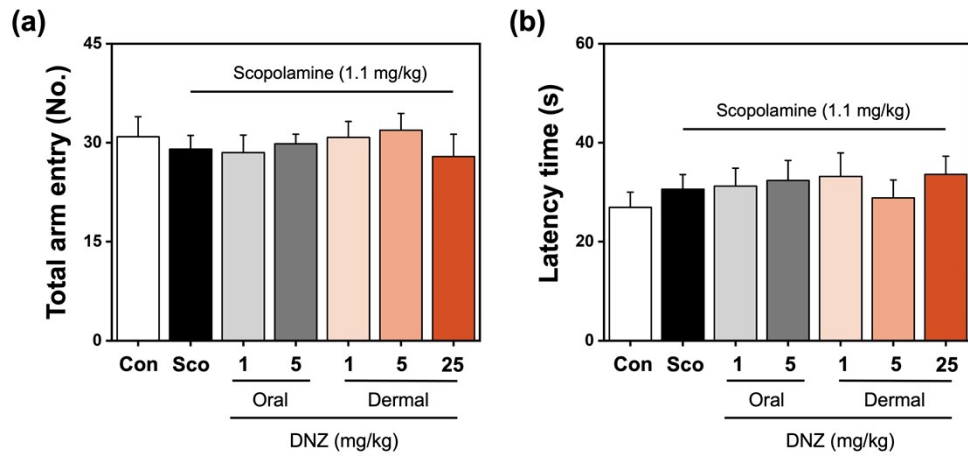 (a)
Total arm entry (No.)
45
30
15
0
Scopolamine (1.1 mg/kg)
Con Sco 1 5 1 5 25
Oral Dermal
DNZ (mg/kg)
(b)
Latency time (s)
60
40
20
0
Scopolamine (1.1 mg/kg)
Con Sco 1 5 1 5 25
Oral Dermal
DNZ (mg/kg)